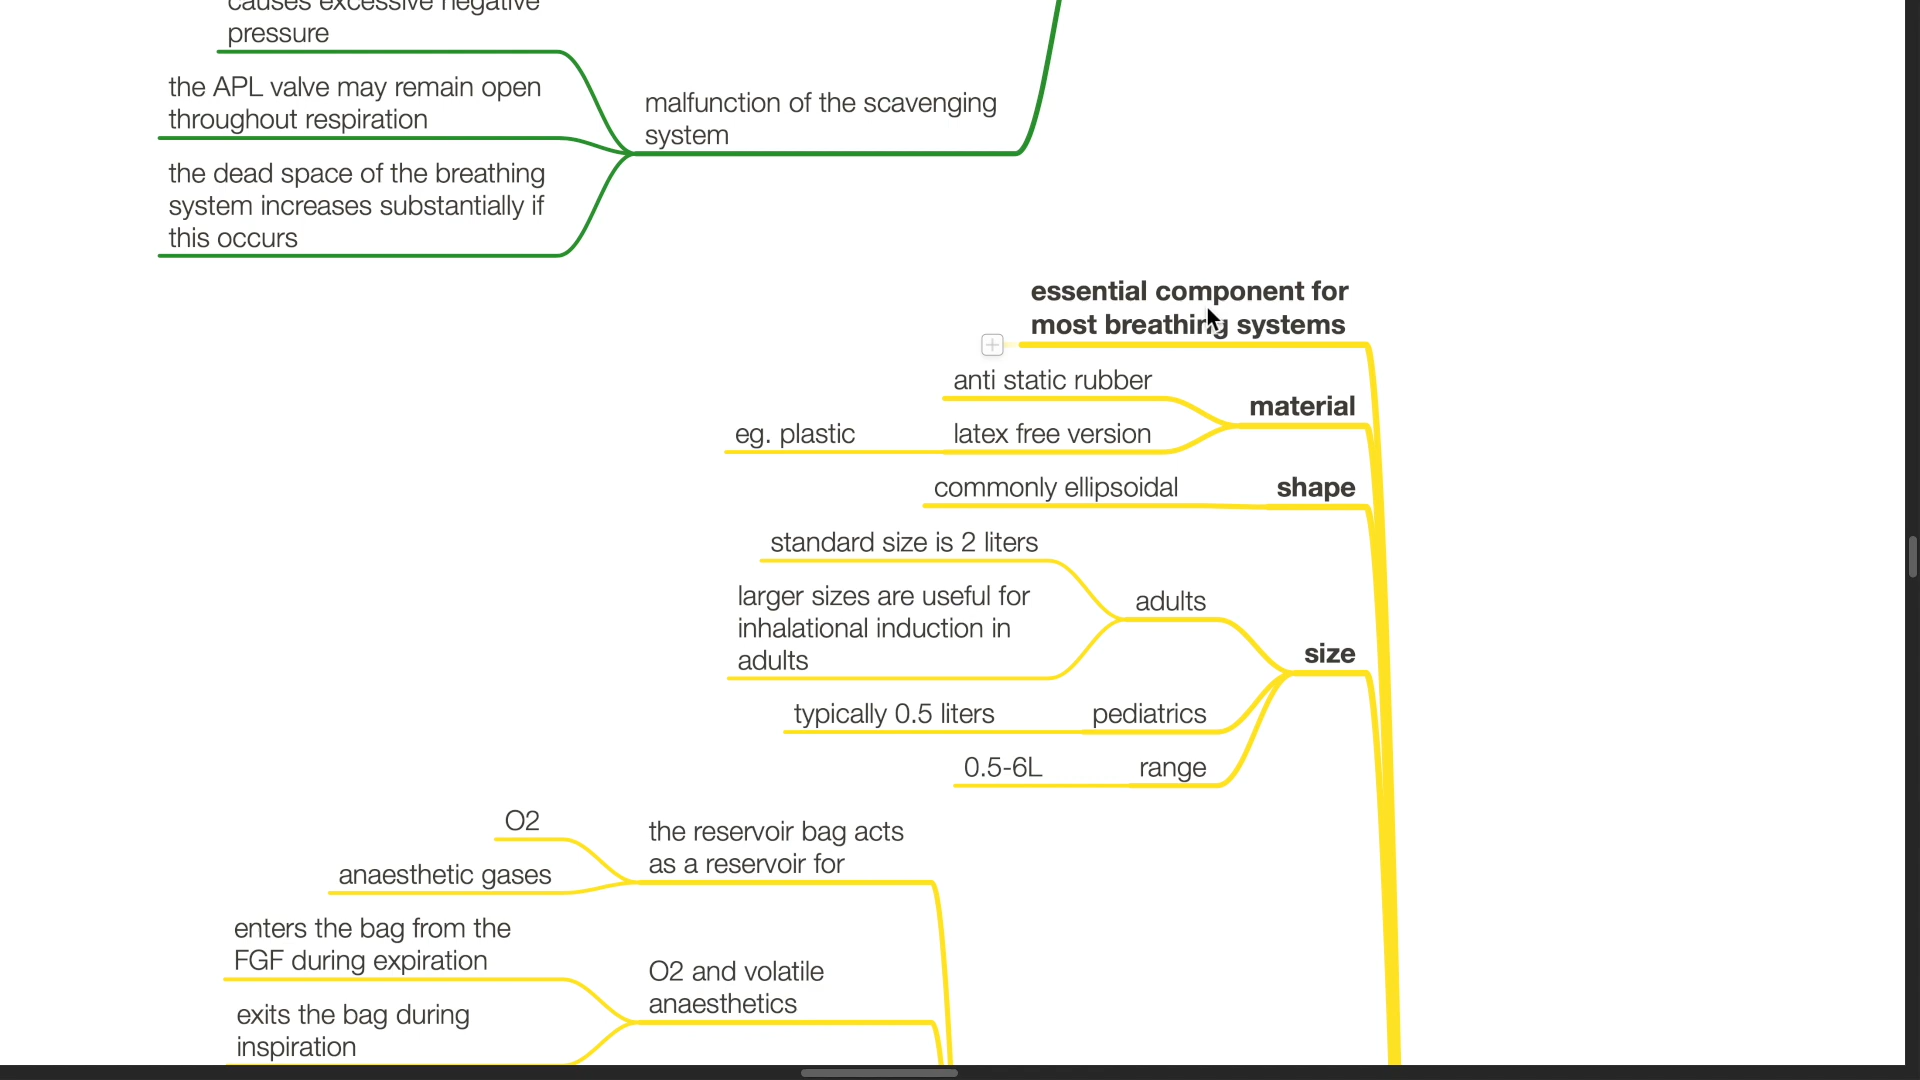 causes excessive negative
pressure
the APL valve may remain open
throughout respiration
the dead space of the breathing
system increases substantially if
this occurs
malfunction of the scavenging
system
essential component for
most breathing systems
anti static rubber
material
eg. plastic
latex free version
commonly ellipsoidal
shape
standard size is 2 liters
larger sizes are useful for
inhalational induction in
adults
adults
size
typically 0.5 liters
pediatrics
0.5-6L
range
O2
anaesthetic gases
the reservoir bag acts
as a reservoir for
enters the bag from the
FGF during expiration
exits the bag during
inspiration
O2 and volatile
anaesthetics